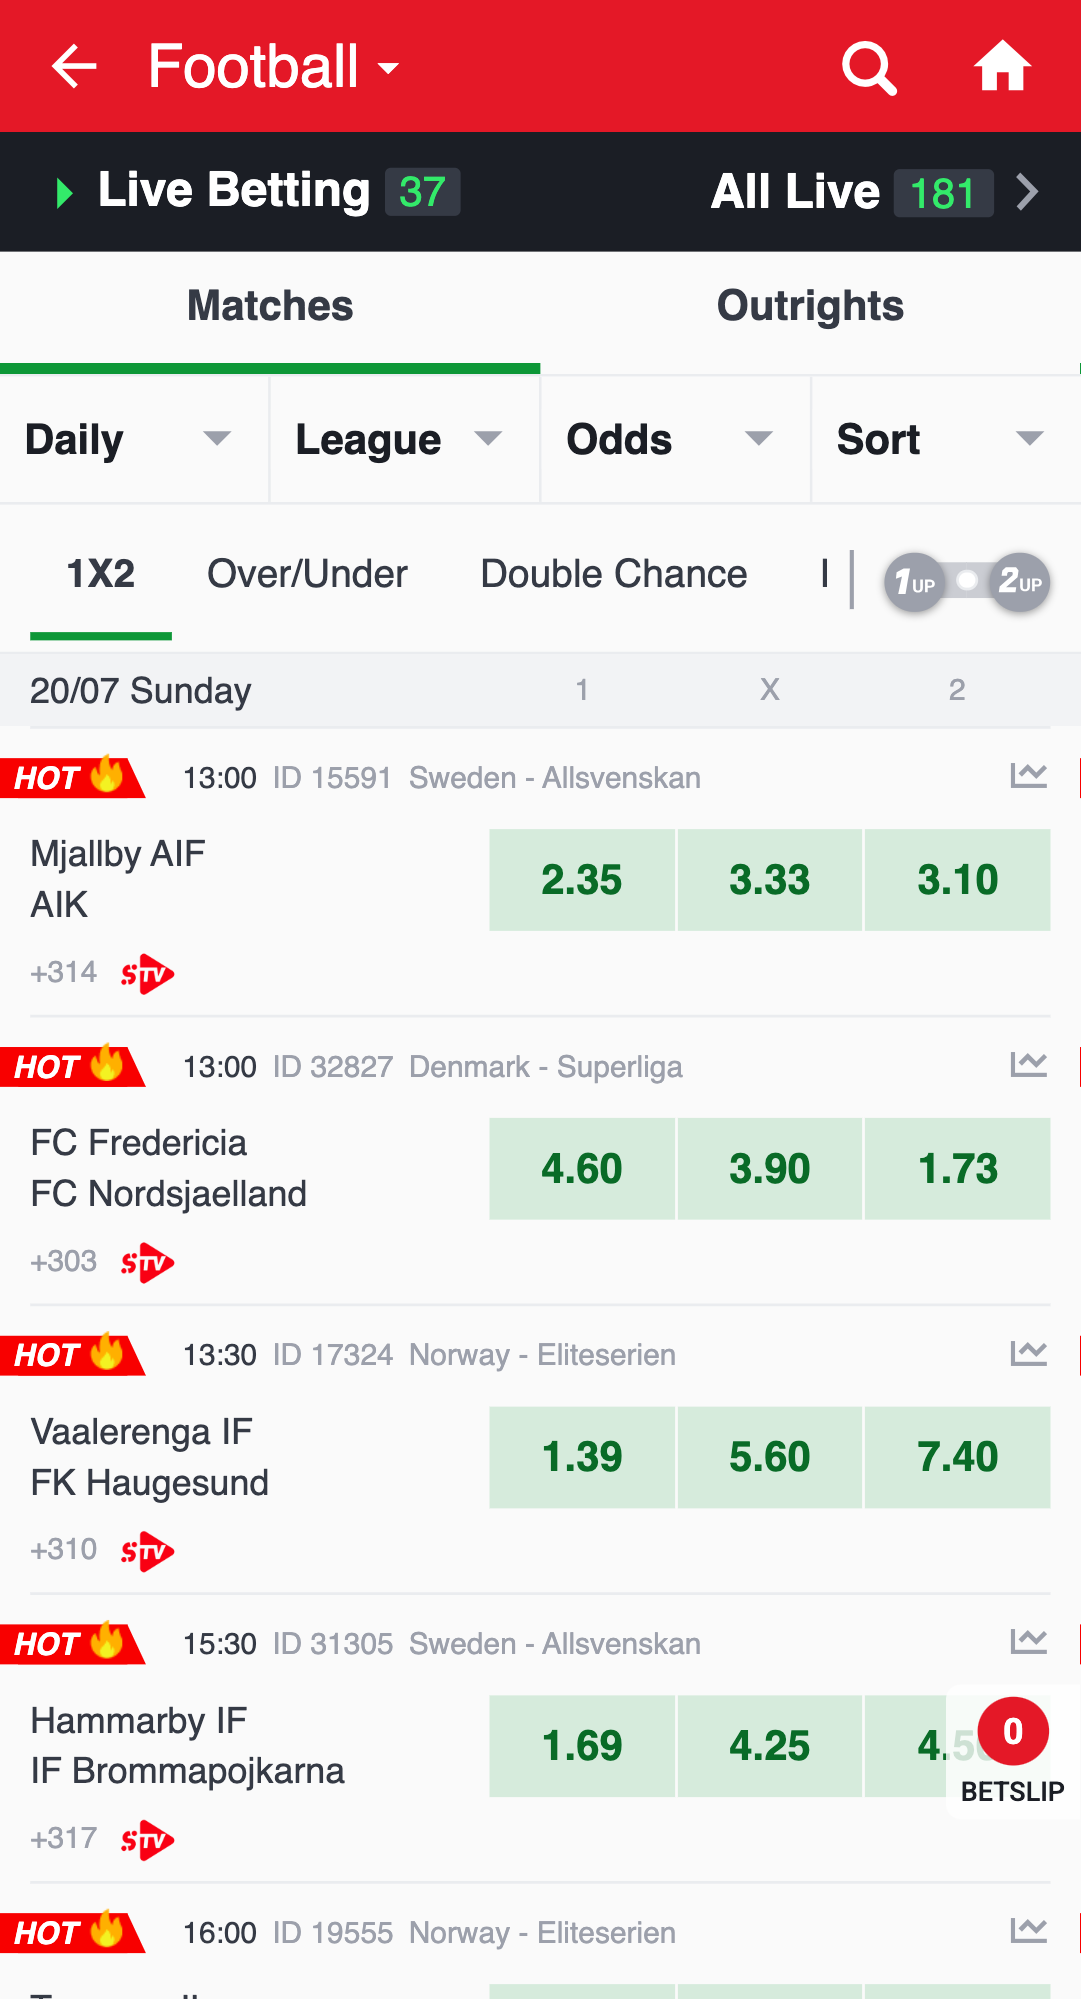 Football
Live Betting 37 All Live 181
Matches Outrights
Daily League Odds Sort
1X2 Over/Under Double Chance 1UP 2UP
20/07 Sunday 1 X 2
HOT 13:00 ID 15591 Sweden - Allsvenskan
Mjallby AIF
AIK
2.35 3.33 3.10
+314 STV
HOT 13:00 ID 32827 Denmark - Superliga
FC Fredericia
FC Nordsjaelland
4.60 3.90 1.73
+303 STV
HOT 13:30 ID 17324 Norway - Eliteserien
Vaalerenga IF
FK Haugesund
1.39 5.60 7.40
+310 STV
HOT 15:30 ID 31305 Sweden - Allsvenskan
Hammarby IF
IF Brommapojkarna
1.69 4.25
0
BETSLIP
+317 STV
HOT 16:00 ID 19555 Norway - Eliteserien